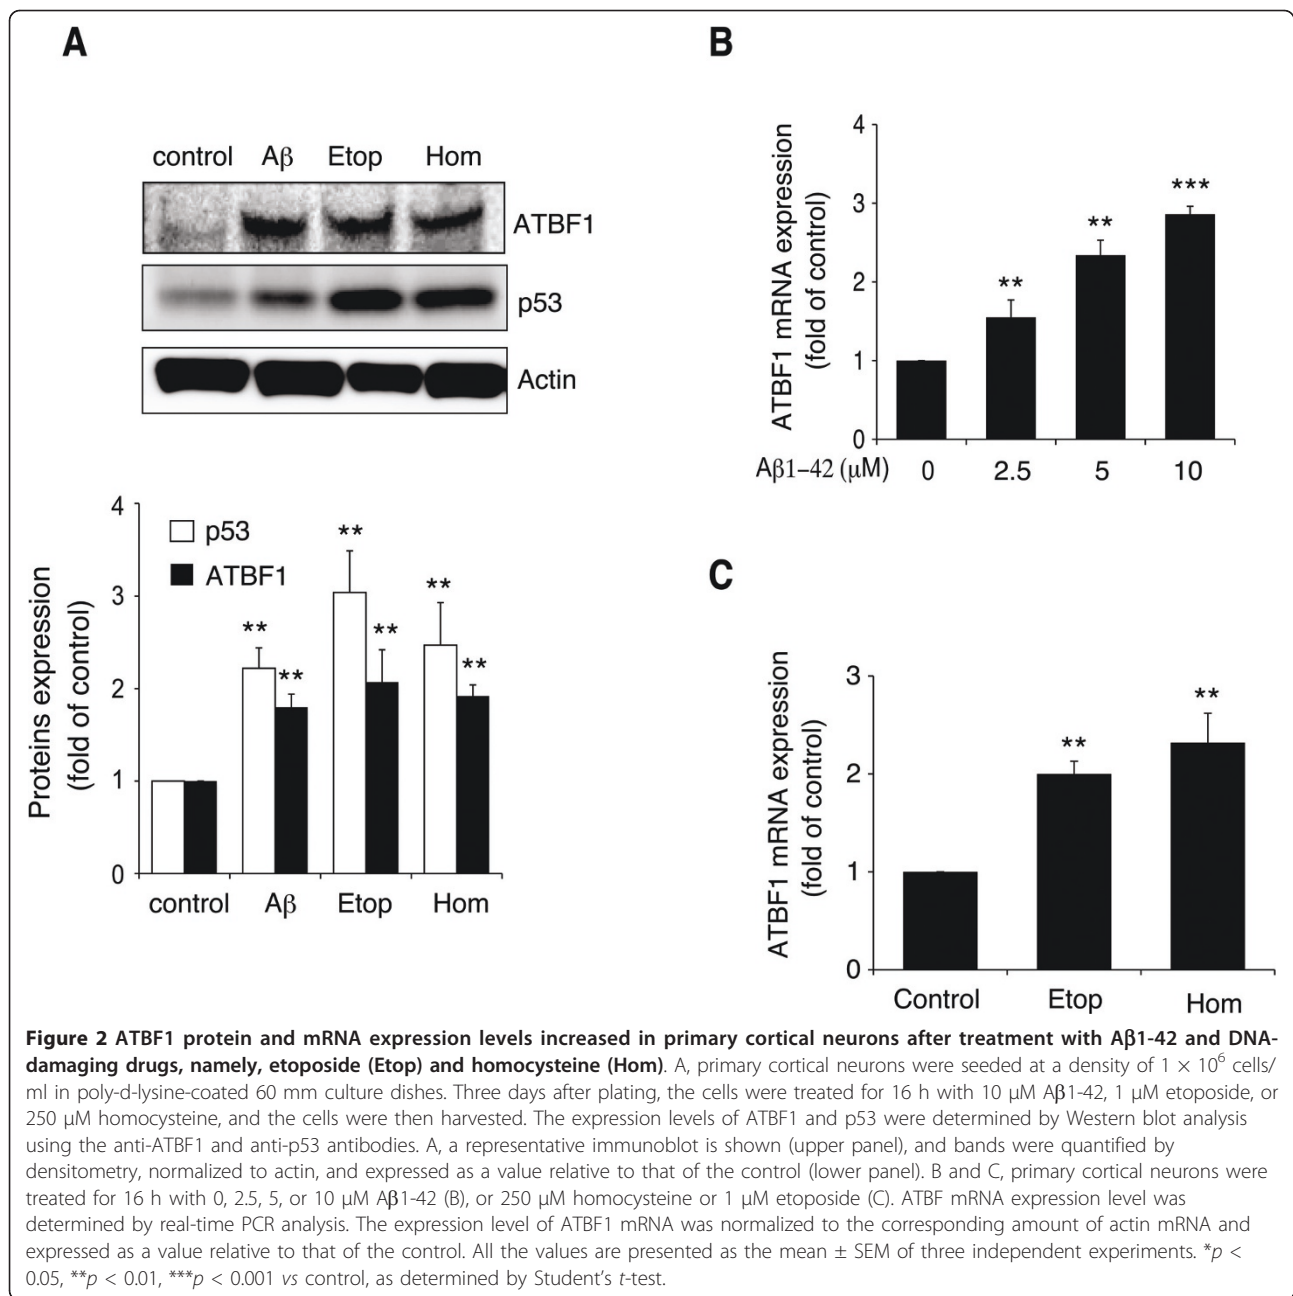 A
control Aβ Etop Hom
ATBF1
p53
Actin
Proteins expression
(fold of control)
4
3
2
1
0
p53
ATBF1
**
**
**
**
**
**
control Aβ Etop Hom
B
ATBF1 mRNA expression
(fold of control)
4
3
2
1
0
**
**
***
Aβ1-42 (μM) 0 2.5 5 10
C
ATBF1 mRNA expression
(fold of control)
3
2
1
0
**
**
Control Etop Hom
Figure 2 ATBF1 protein and mRNA expression levels increased in primary cortical neurons after treatment with Aβ1-42 and DNA-
damaging drugs, namely, etoposide (Etop) and homocysteine (Hom). A, primary cortical neurons were seeded at a density of 1 × 10⁶ cells/
ml in poly-d-lysine-coated 60 mm culture dishes. Three days after plating, the cells were treated for 16 h with 10 μM Aβ1-42, 1 μM etoposide, or
250 μM homocysteine, and the cells were then harvested. The expression levels of ATBF1 and p53 were determined by Western blot analysis
using the anti-ATBF1 and anti-p53 antibodies. A, a representative immunoblot is shown (upper panel), and bands were quantified by
densitometry, normalized to actin, and expressed as a value relative to that of the control (lower panel). B and C, primary cortical neurons were
treated for 16 h with 0, 2.5, 5, or 10 μM Aβ1-42 (B), or 250 μM homocysteine or 1 μM etoposide (C). ATBF mRNA expression level was
determined by real-time PCR analysis. The expression level of ATBF1 mRNA was normalized to the corresponding amount of actin mRNA and
expressed as a value relative to that of the control. All the values are presented as the mean ± SEM of three independent experiments. *p <
0.05, **p < 0.01, ***p < 0.001 vs control, as determined by Student's t-test.